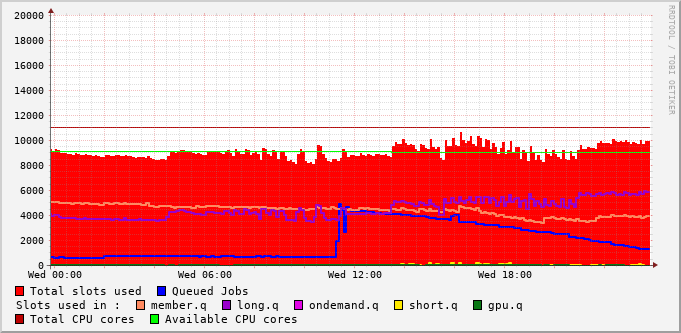 20000
18000
16000
14000
12000
10000
8000
6000
4000
2000
0
Wed 00:00 Wed 06:00 Wed 12:00 Wed 18:00
Total slots used Queued Jobs
Slots used in : member.q long.q ondemand.q short.q gpu.q
Total CPU cores Available CPU cores
RRDTOOL / TOBI OETIKER